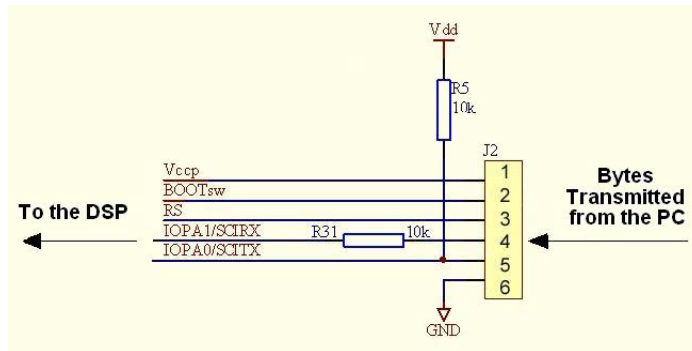 Vdd
R5
10k
J2
Vccp
BOOTsw
RS
IOPA1/SCIRX
R31
10k
IOPA0/SCITX
1
2
3
4
5
6
GND
To the DSP
Bytes
Transmitted
from the PC